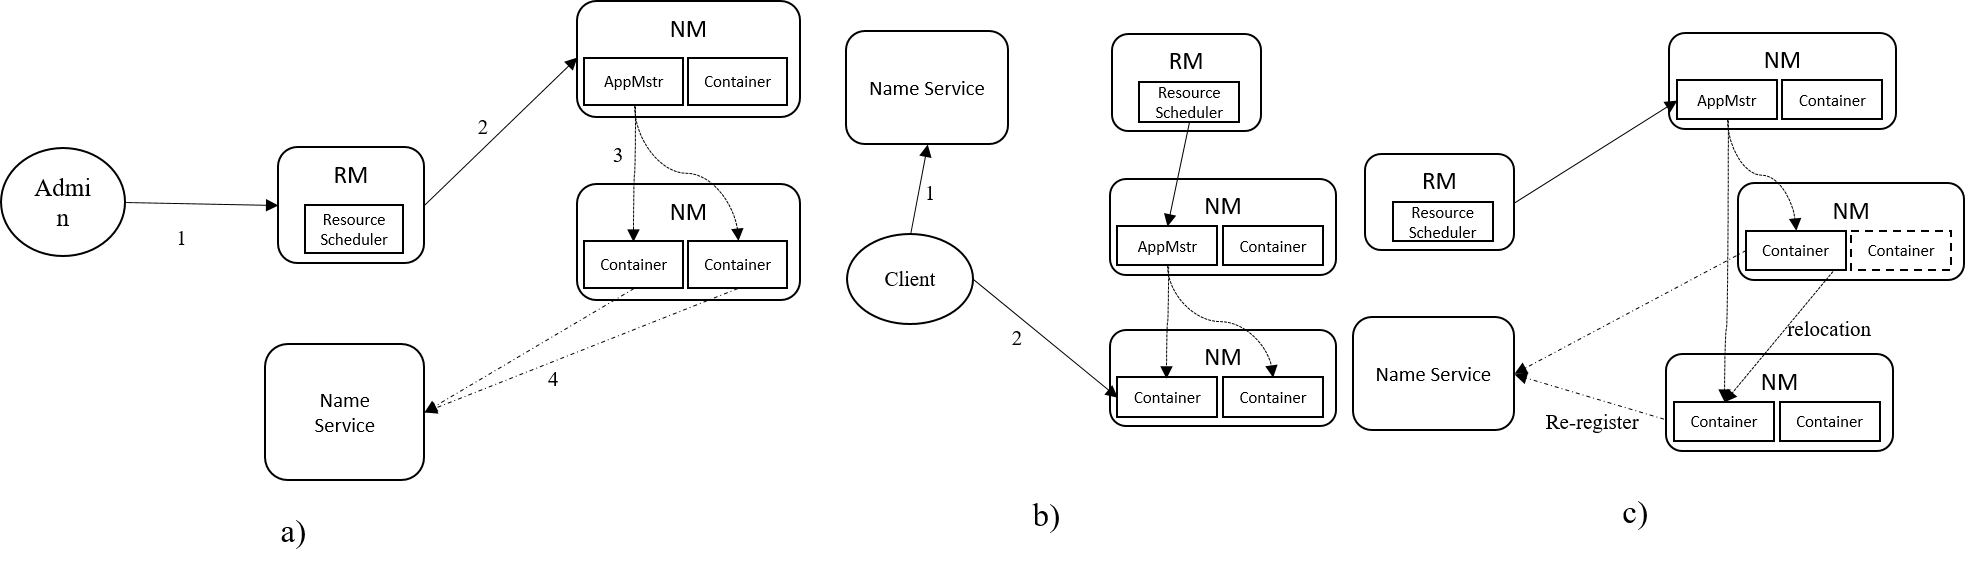 Admi
n
1
RM
Resource
Scheduler
2
NM
AppMstr
Container
3
NM
Container
Container
4
Name
Service
a)
Name Service
1
Client
2
RM
Resource
Scheduler
NM
AppMstr
Container
NM
Container
Container
b)
RM
Resource
Scheduler
NM
AppMstr
Container
NM
Container
Container
relocation
Name Service
Re-register
NM
Container
Container
c)